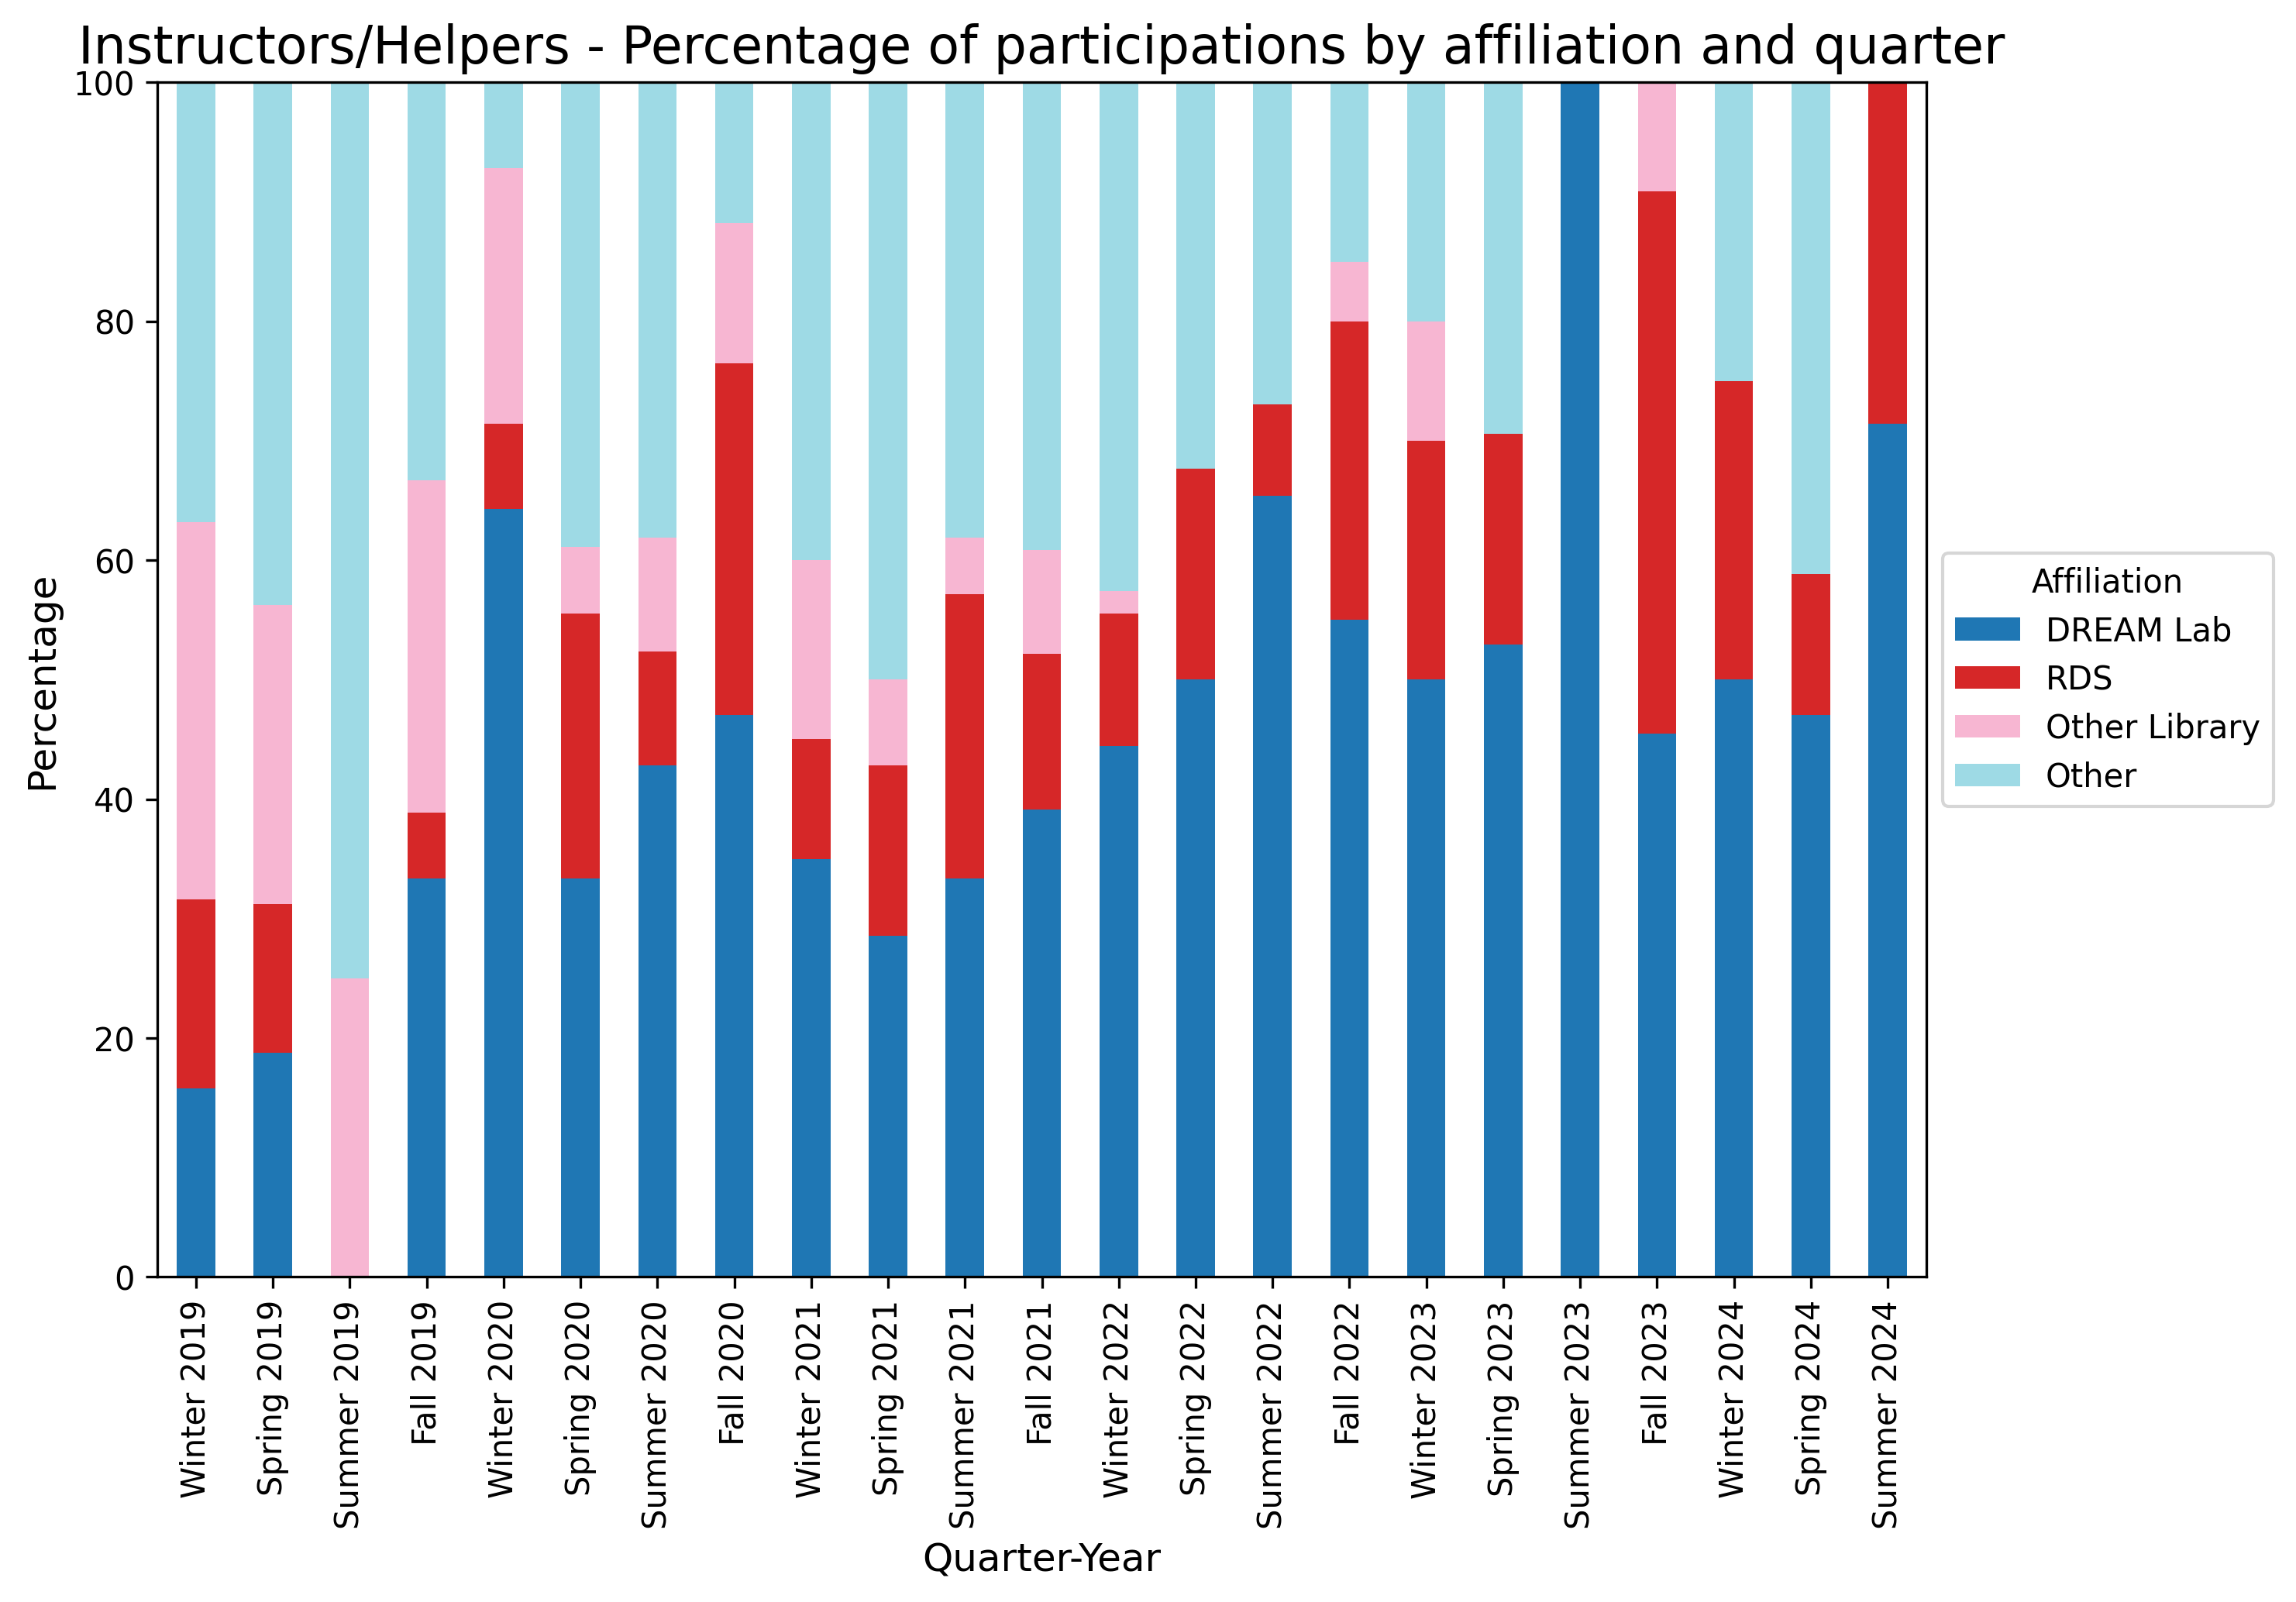 Instructors/Helpers - Percentage of participations by affiliation and quarter
100
80
60
40
20
0
Percentage
Winter 2019
Spring 2019
Summer 2019
Fall 2019
Winter 2020
Spring 2020
Summer 2020
Fall 2020
Winter 2021
Spring 2021
Summer 2021
Fall 2021
Winter 2022
Spring 2022
Summer 2022
Fall 2022
Winter 2023
Spring 2023
Summer 2023
Fall 2023
Winter 2024
Spring 2024
Summer 2024
Quarter-Year
Affiliation
DREAM Lab
RDS
Other Library
Other